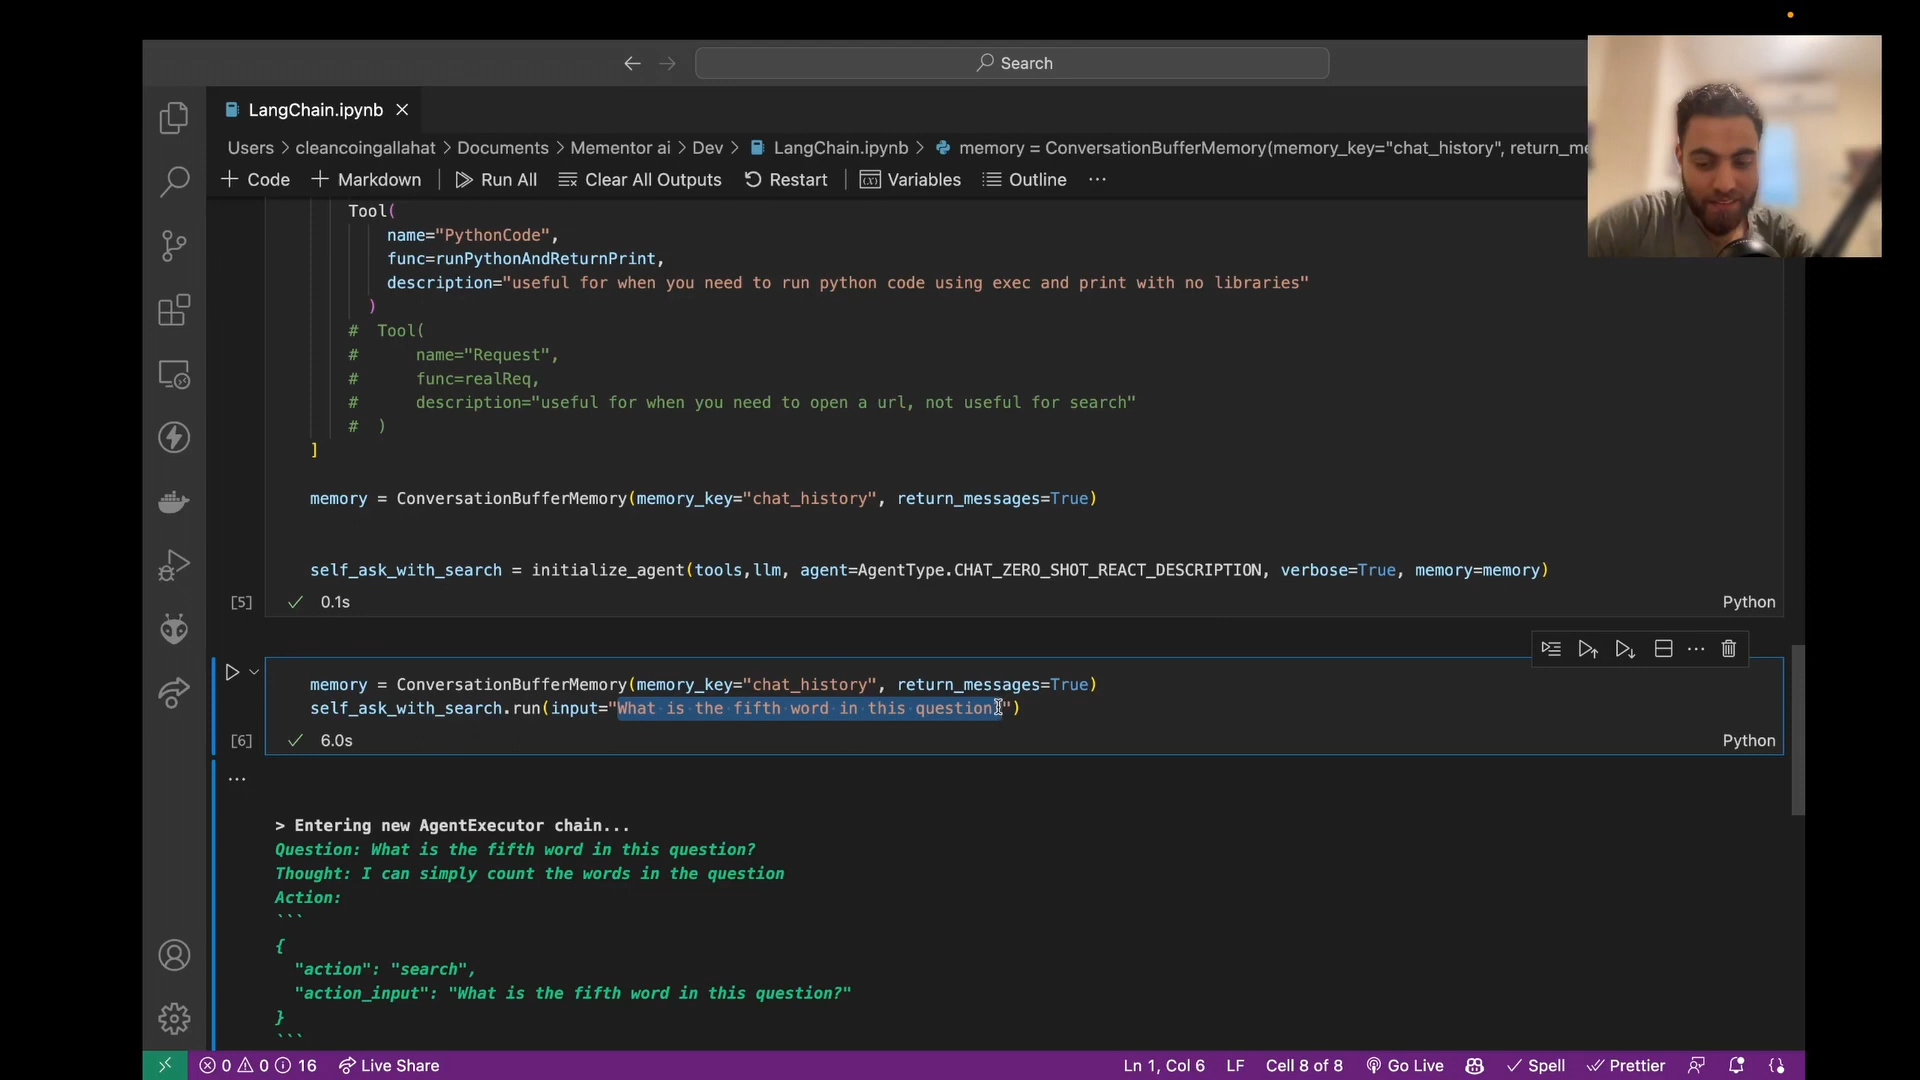 Search
LangChain.ipynb
Users > cleancoingallahat > Documents > Mementor ai > Dev > LangChain.ipynb > memory = ConversationBufferMemory(memory_key="chat_history", return_me
+ Code + Markdown Run All Clear All Outputs Restart Variables Outline ...
Tool(
name="PythonCode",
func=runPythonAndReturnPrint,
description="useful for when you need to run python code using exec and print with no libraries"
)
# Tool(
# name="Request",
# func=realReq,
# description="useful for when you need to open a url, not useful for search"
# )
]
memory = ConversationBufferMemory(memory_key="chat_history", return_messages=True)
self_ask_with_search = initialize_agent(tools,llm, agent=AgentType.CHAT_ZERO_SHOT_REACT_DESCRIPTION, verbose=True, memory=memory)
[5] 0.1s Python
memory = ConversationBufferMemory(memory_key="chat_history", return_messages=True)
self_ask_with_search.run(input="What is the fifth word in this question?")
[6] 6.0s Python
...
> Entering new AgentExecutor chain...
Question: What is the fifth word in this question?
Thought: I can simply count the words in the question
Action:
```
{
"action": "search",
"action_input": "What is the fifth word in this question?"
}
```
0 0 16 Live Share Ln 1, Col 6 LF Cell 8 of 8 Go Live Spell Prettier